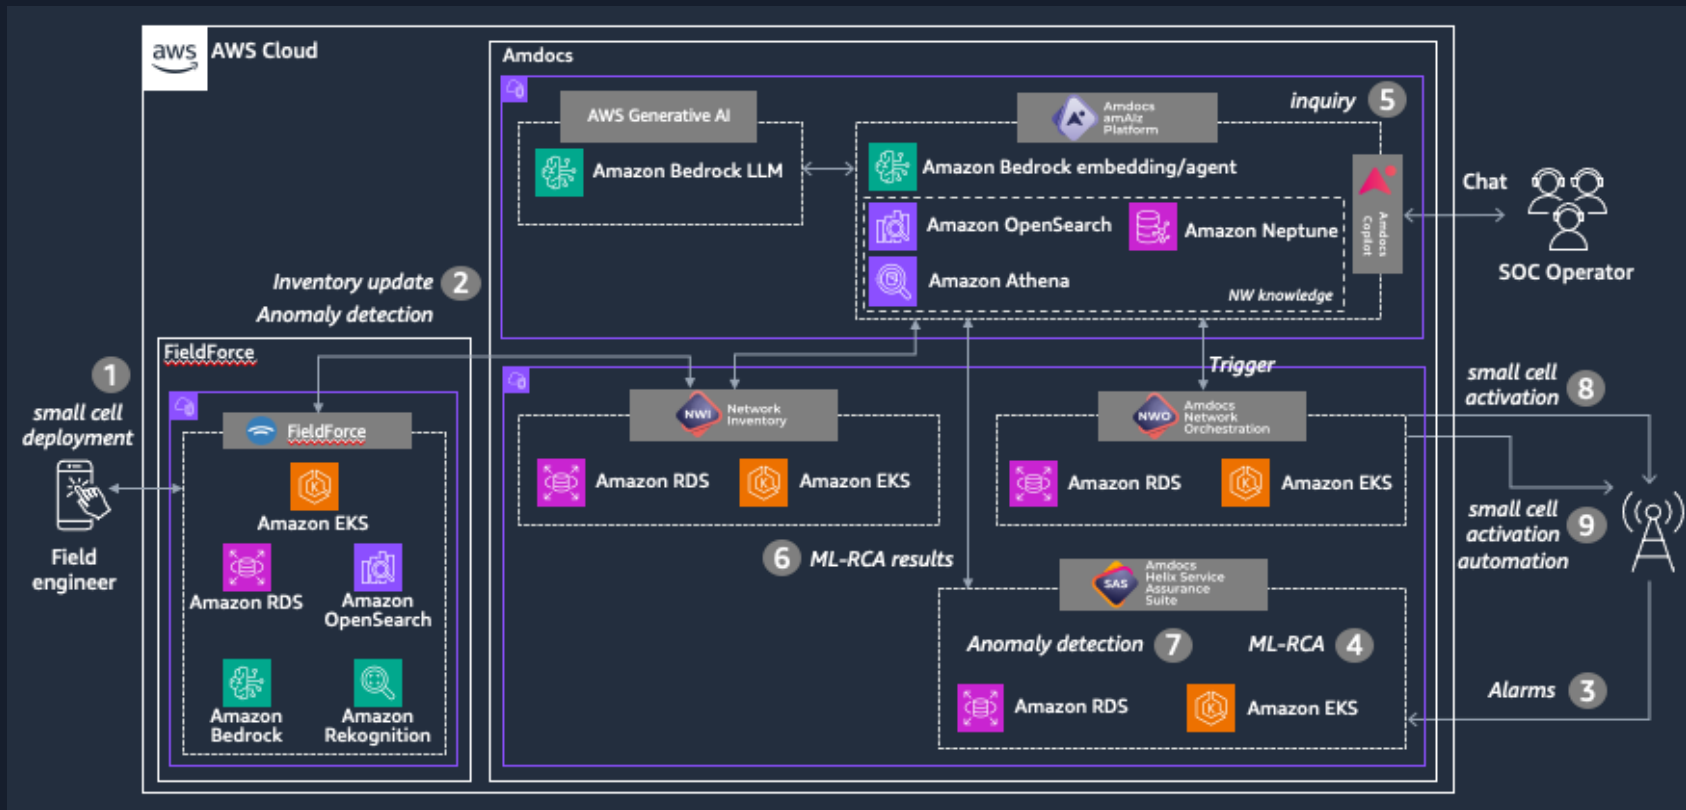 aws
AWS Cloud
Amdocs
AWS Generative AI
Amazon Bedrock LLM
Amdocs
amAIz
Platform
inquiry 5
Amazon Bedrock embedding/agent
Amazon OpenSearch
Amazon Neptune
Amazon Athena
NW knowledge
Amdocs
Copilot
Chat
SOC Operator
Inventory update 2
Anomaly detection
1
small cell
deployment
Field
engineer
FieldForce
FieldForce
Amazon EKS
Amazon RDS
Amazon
OpenSearch
Amazon
Bedrock
Amazon
Rekognition
NWI
Network
Inventory
Amazon RDS
Amazon EKS
Trigger
NWO
Amdocs
Network
Orchestration
Amazon RDS
Amazon EKS
6 ML-RCA results
SAS
Amdocs
Helix Service
Assurance
Suite
Anomaly detection 7
ML-RCA 4
Amazon RDS
Amazon EKS
small cell
activation 8
small cell
activation 9
automation
Alarms 3